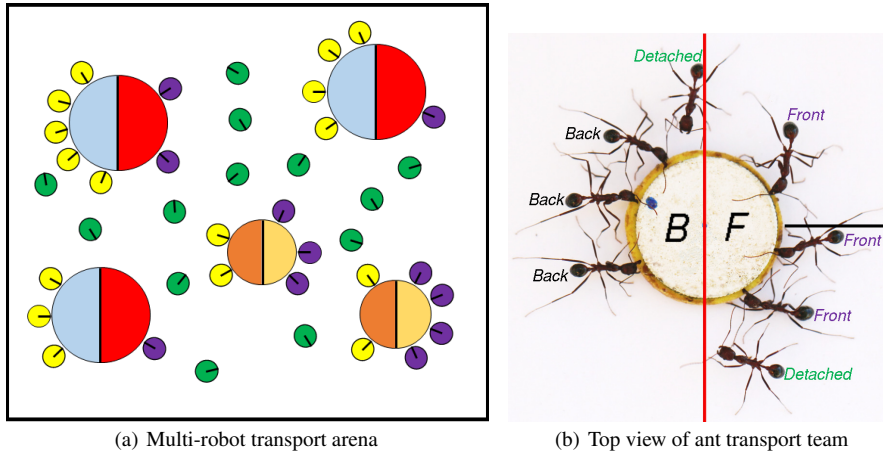 Detached
Front
Back
Back
B F
Front
Back
Front
Detached
(a) Multi-robot transport arena
(b) Top view of ant transport team